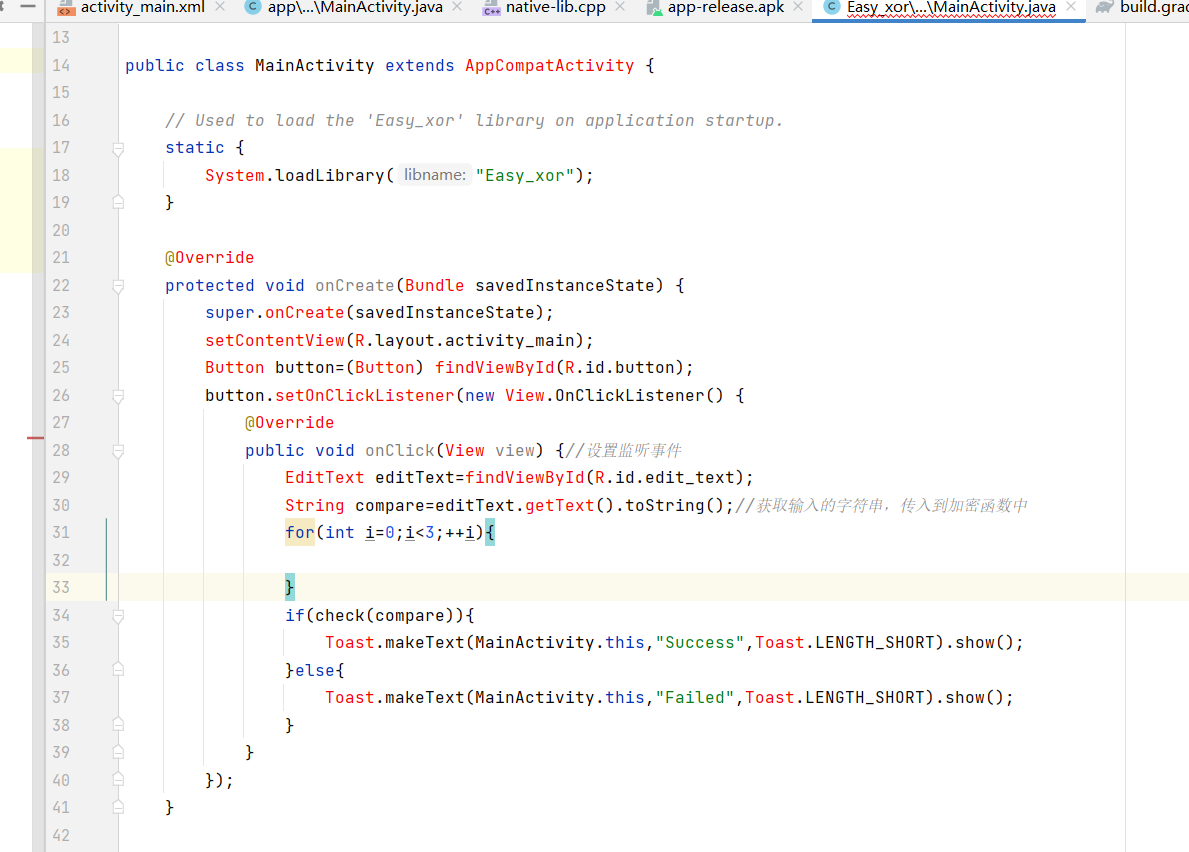 activity_main.xml app\...\MainActivity.java native-lib.cpp app-release.apk Easy_xor\...\MainActivity.java build.grad
13
14 public class MainActivity extends AppCompatActivity {
15
16 // Used to load the 'Easy_xor' library on application startup.
17 static {
18 System.loadLibrary( libname: "Easy_xor");
19 }
20
21 @Override
22 protected void onCreate(Bundle savedInstanceState) {
23 super.onCreate(savedInstanceState);
24 setContentView(R.layout.activity_main);
25 Button button=(Button) findViewById(R.id.button);
26 button.setOnClickListener(new View.OnClickListener() {
27 @Override
28 public void onClick(View view) {//设置监听事件
29 EditText editText=findViewById(R.id.edit_text);
30 String compare=editText.getText().toString();//获取输入的字符串，传入到加密函数中
31 for(int i=0;i<3;++i){
32
33 }
34 if(check(compare)){
35 Toast.makeText(MainActivity.this,"Success",Toast.LENGTH_SHORT).show();
36 }else{
37 Toast.makeText(MainActivity.this,"Failed",Toast.LENGTH_SHORT).show();
38 }
39 }
40 });
41 }
42